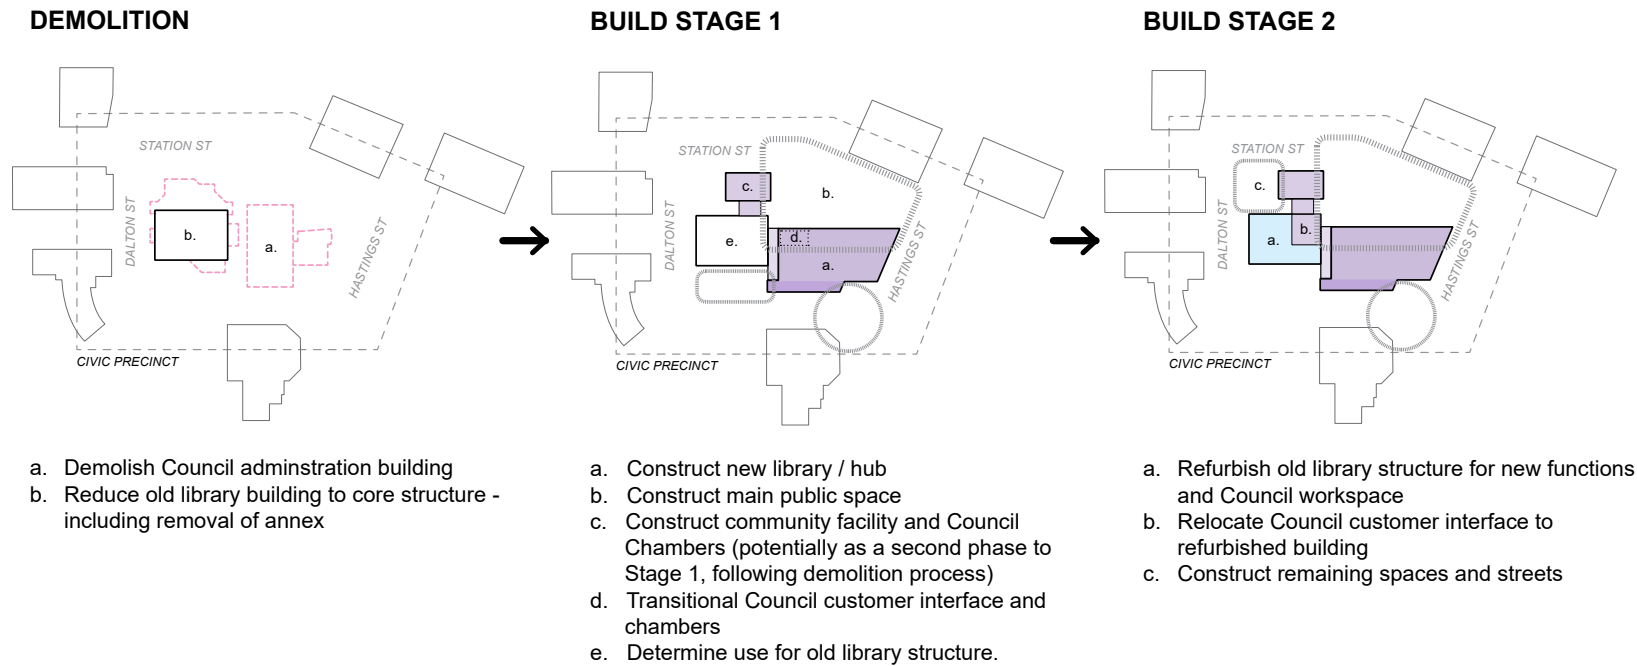 DEMOLITION
STATION ST
DALTON ST
HASTINGS ST
b.
a.
CIVIC PRECINCT
a. Demolish Council adminstration building
b. Reduce old library building to core structure -
including removal of annex
BUILD STAGE 1
STATION ST
DALTON ST
HASTINGS ST
c.
b.
e.
d.
a.
CIVIC PRECINCT
a. Construct new library / hub
b. Construct main public space
c. Construct community facility and Council
Chambers (potentially as a second phase to
Stage 1, following demolition process)
d. Transitional Council customer interface and
chambers
e. Determine use for old library structure.
BUILD STAGE 2
STATION ST
DALTON ST
HASTINGS ST
c.
b.
a.
CIVIC PRECINCT
a. Refurbish old library structure for new functions
and Council workspace
b. Relocate Council customer interface to
refurbished building
c. Construct remaining spaces and streets